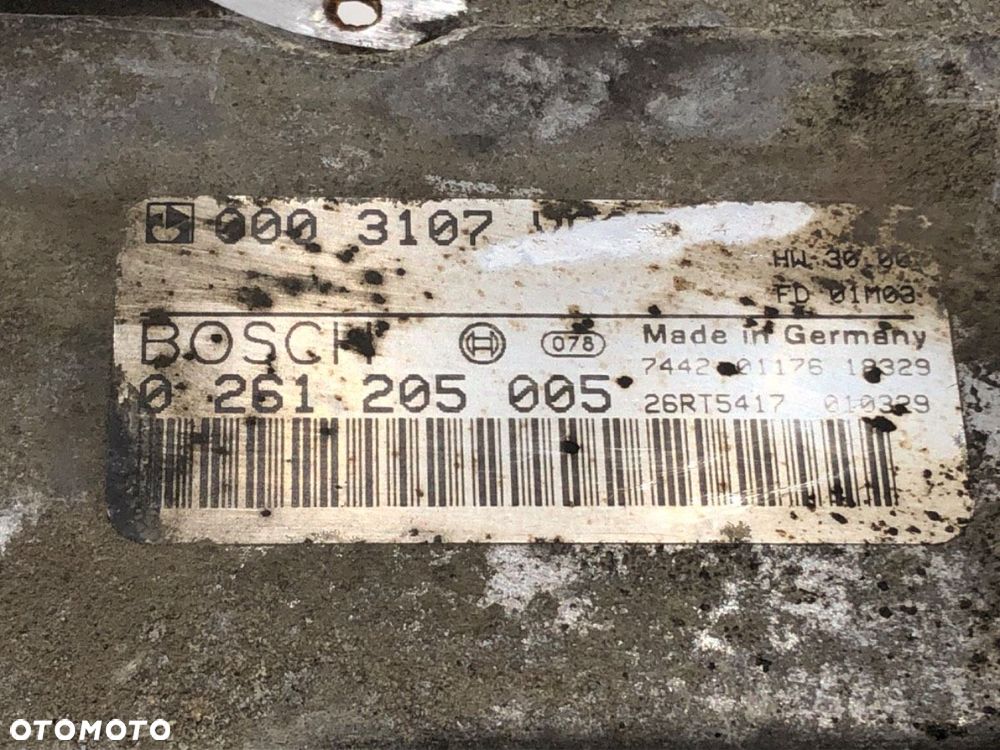 000 3107
HW 30.00
FD 01M03
BOSCH
078
Made in Germany
7442 01176 18329
0 261 205 005
26RT5417 010329
OTOMOTO